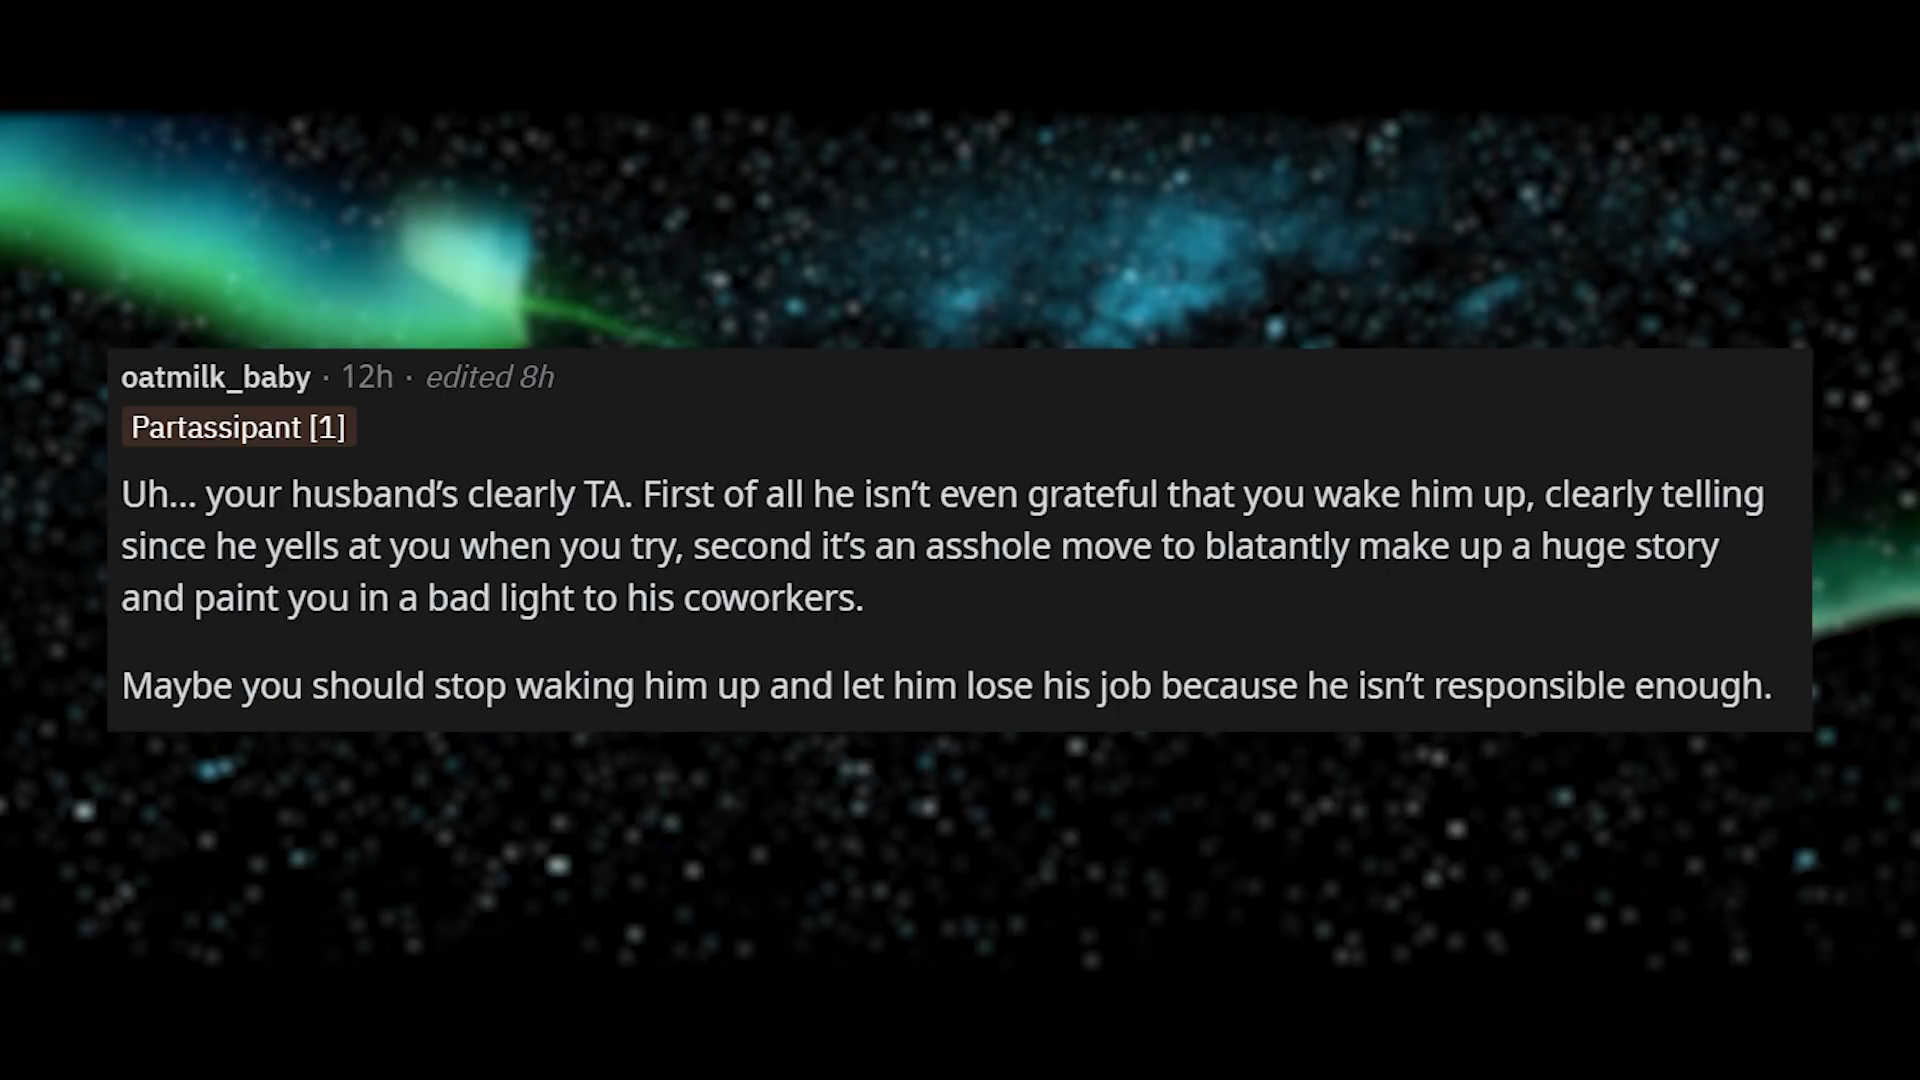 oatmilk_baby · 12h · edited 8h
Partassipant [1]
Uh... your husband’s clearly TA. First of all he isn’t even grateful that you wake him up, clearly telling
since he yells at you when you try, second it’s an asshole move to blatantly make up a huge story
and paint you in a bad light to his coworkers.
Maybe you should stop waking him up and let him lose his job because he isn’t responsible enough.